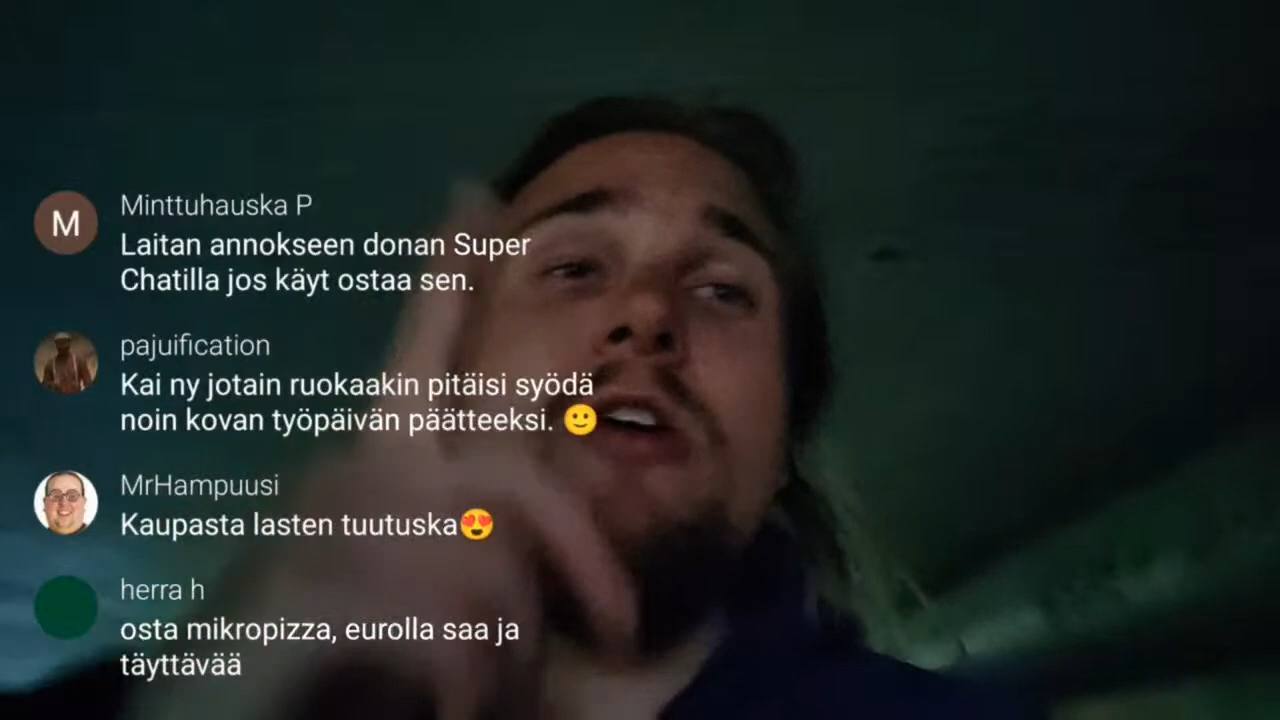 Minttuhauska P
M
Laitan annokseen donan Super
Chatilla jos käyt ostaa sen.
pajuification
Kai ny jotain ruokaakin pitäisi syödä
noin kovan työpäivän päätteeksi. 🙂
MrHampuusi
Kaupasta lasten tuutuska😍
herra h
osta mikropizza, eurolla saa ja
täyttävää